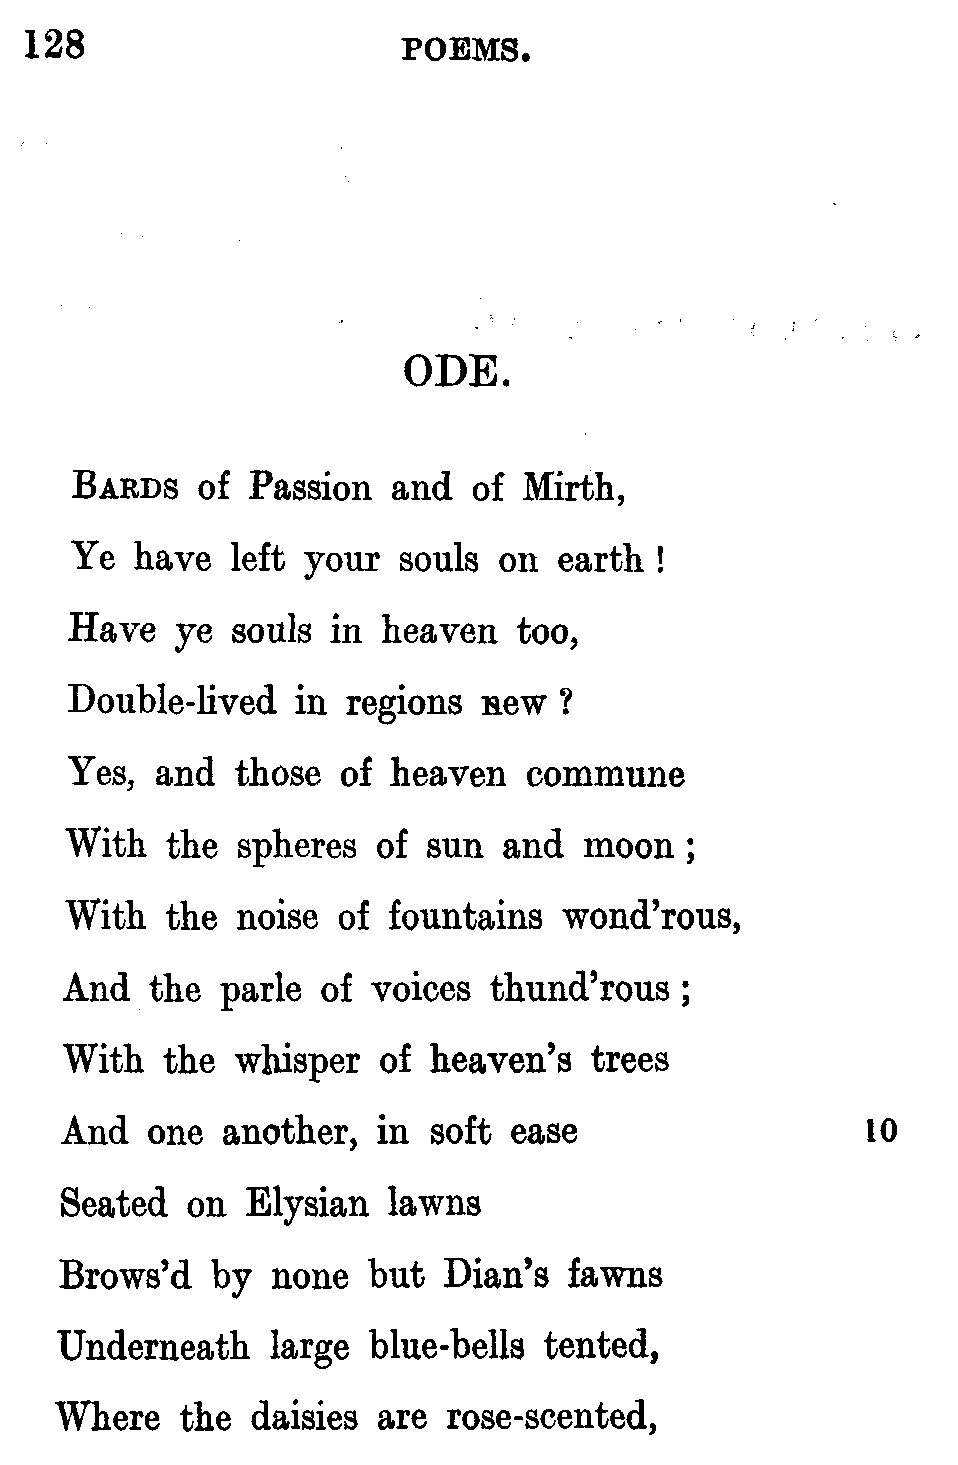 128 POEMS.
ODE.
BARDS of Passion and of Mirth,
Ye have left your souls on earth !
Have ye souls in heaven too,
Double-lived in regions new ?
Yes, and those of heaven commune
With the spheres of sun and moon ;
With the noise of fountains wond'rous,
And the parle of voices thund'rous ;
With the whisper of heaven's trees
And one another, in soft ease 10
Seated on Elysian lawns
Brows'd by none but Dian's fawns
Underneath large blue-bells tented,
Where the daisies are rose-scented,